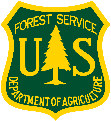 FOREST SERVICE
U S
DEPARTMENT OF AGRICULTURE